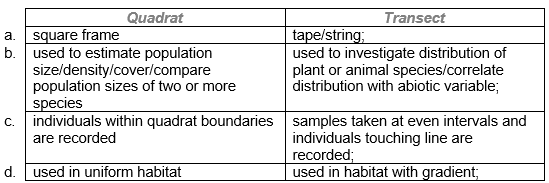 Quadrat Transect
a. square frame tape/string;
b. used to estimate population used to investigate distribution of
size/density/cover/compare plant or animal species/correlate
population sizes of two or more distribution with abiotic variable;
species
c. individuals within quadrat boundaries samples taken at even intervals and
are recorded individuals touching line are
recorded;
d. used in uniform habitat used in habitat with gradient;